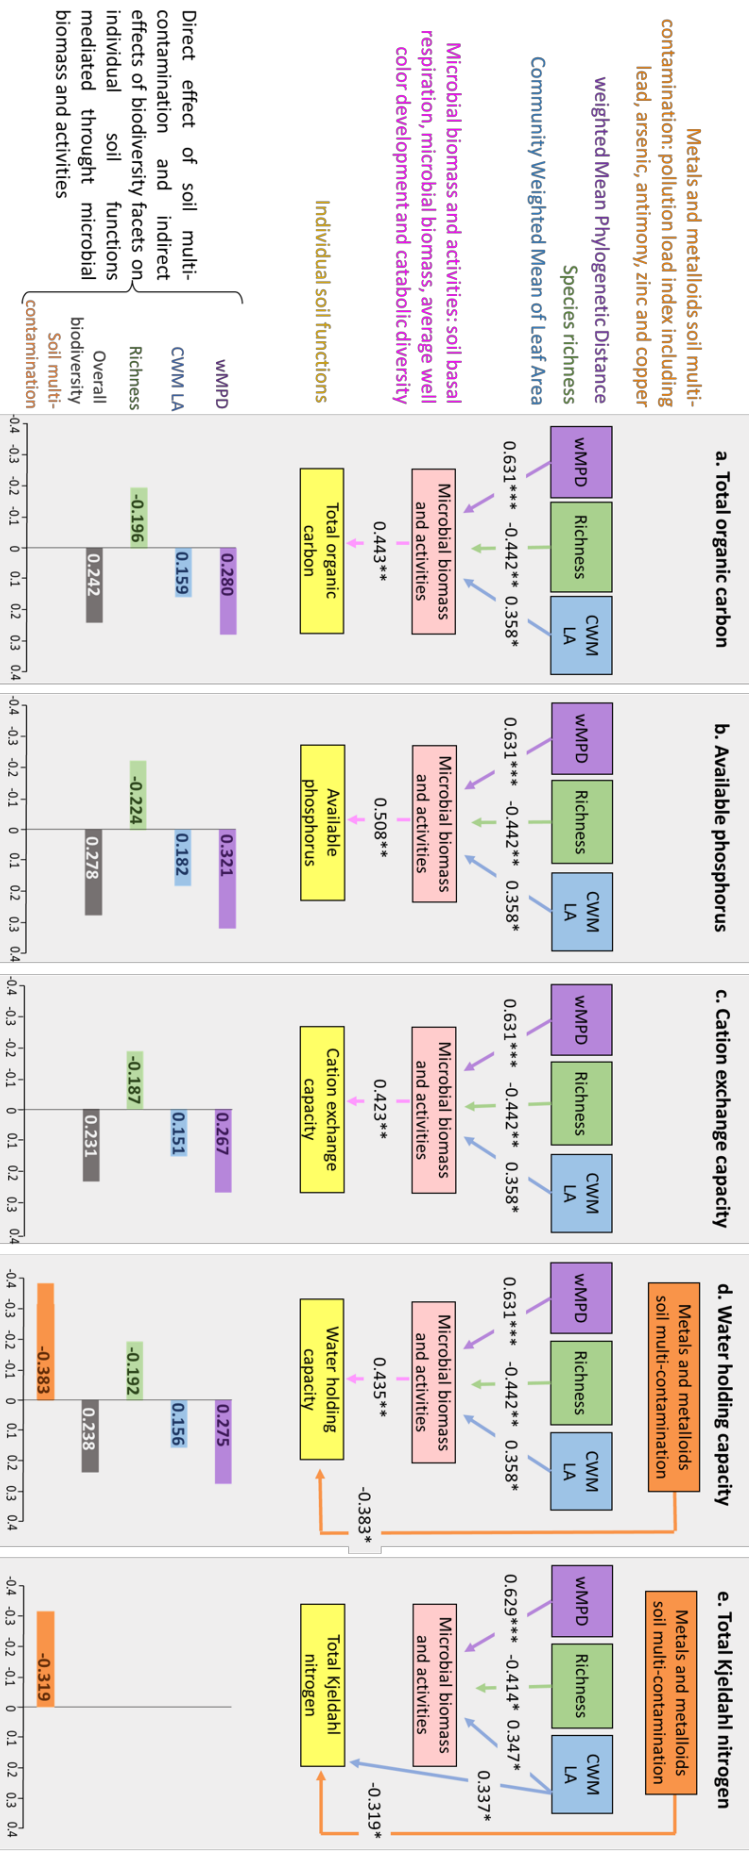 Metals and metalloids soil multi-
contamination: pollution load index including
lead, arsenic, antimony, zinc and copper
weighted Mean Phylogenetic Distance
Species richness
Community Weighted Mean of Leaf Area
Microbial biomass and activities: soil basal
respiration, microbial biomass, average well
color development and catabolic diversity
Individual soil functions
Direct effect of soil multi-
contamination and indirect
effects of biodiversity facets on
individual soil functions
mediated throught microbial
biomass and activities
wMPD
CWM LA
Richness
Overall
biodiversity
Soil multi-
contamination
a. Total organic carbon
wMPD
Richness
CWM
LA
0.631***
-0.442**
0.358*
Microbial biomass
and activities
0.443**
Total organic
carbon
0.280
0.159
-0.196
0.242
-0.4 -0.3 -0.2 -0.1 0 0.1 0.2 0.3 0.4
b. Available phosphorus
wMPD
Richness
CWM
LA
0.631***
-0.442**
0.358*
Microbial biomass
and activities
0.508**
Available
phosphorus
0.321
0.182
-0.224
0.278
-0.4 -0.3 -0.2 -0.1 0 0.1 0.2 0.3 0.4
c. Cation exchange capacity
wMPD
Richness
CWM
LA
0.631***
-0.442**
0.358*
Microbial biomass
and activities
0.423**
Cation exchange
capacity
0.267
0.151
-0.187
0.231
-0.4 -0.3 -0.2 -0.1 0 0.1 0.2 0.3 0.4
d. Water holding capacity
Metals and metalloids
soil multi-contamination
wMPD
Richness
CWM
LA
0.631***
-0.442**
0.358*
Microbial biomass
and activities
0.435**
-0.383*
Water holding
capacity
0.275
0.156
-0.192
0.238
-0.383
-0.4 -0.3 -0.2 -0.1 0 0.1 0.2 0.3 0.4
e. Total Kjeldahl nitrogen
Metals and metalloids
soil multi-contamination
wMPD
Richness
CWM
LA
0.629***
-0.414*
0.347*
0.337*
Microbial biomass
and activities
-0.319*
Total Kjeldahl
nitrogen
-0.319
-0.4 -0.3 -0.2 -0.1 0 0.1 0.2 0.3 0.4